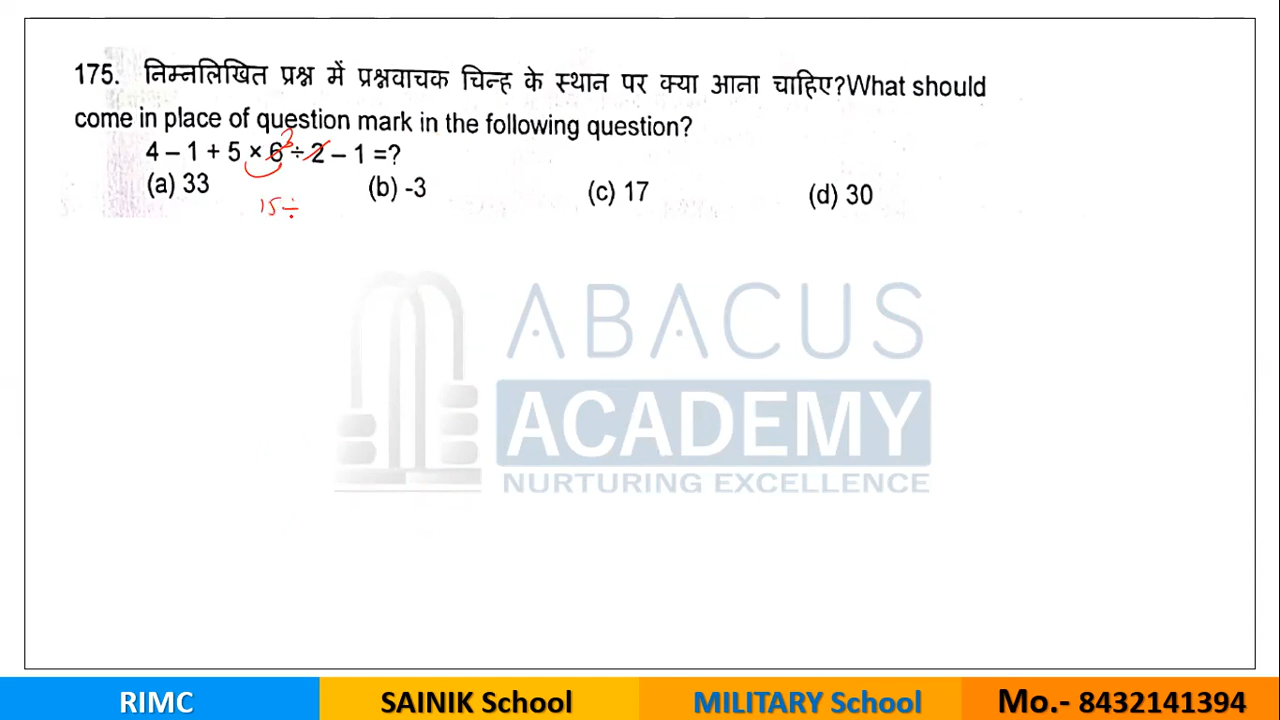 175. निम्नलिखित प्रश्न में प्रश्नवाचक चिन्ह के स्थान पर क्या आना चाहिए?What should
come in place of question mark in the following question?
3
4 – 1 + 5 × 6 ÷ 2 – 1 =?
(a) 33 (b) -3 (c) 17 (d) 30
15÷
ABACUS
ACADEMY
NURTURING EXCELLENCE
RIMC SAINIK School MILITARY School Mo.- 8432141394